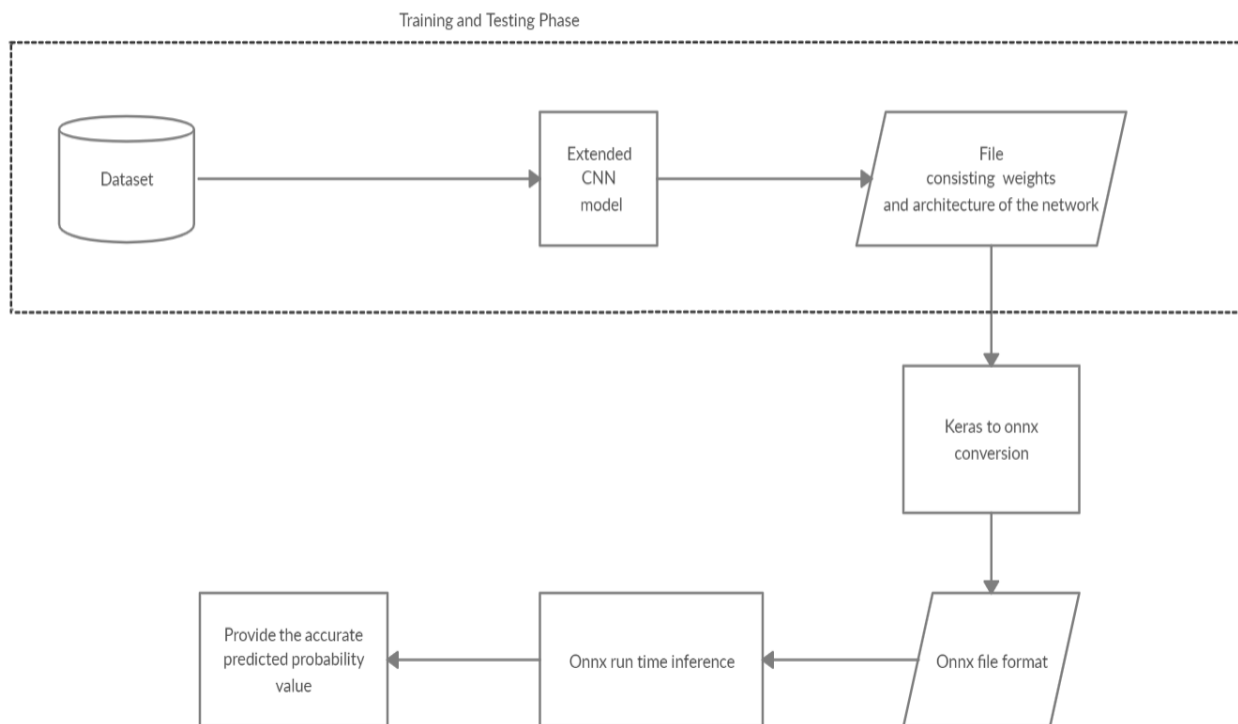 Training and Testing Phase
Dataset
Extended
CNN
model
File
consisting weights
and architecture of the network
Keras to onnx
conversion
Provide the accurate
predicted probability
value
Onnx run time inference
Onnx file format